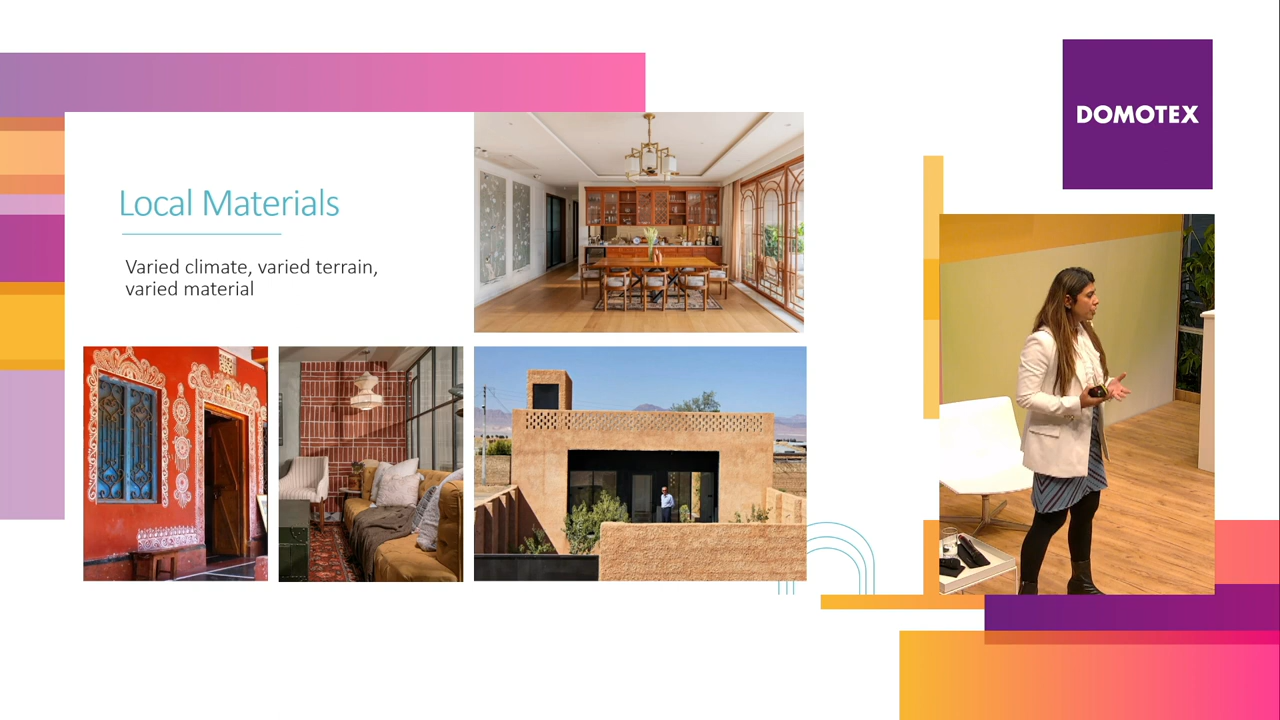 DOMOTEX
Local Materials
Varied climate, varied terrain,
varied material